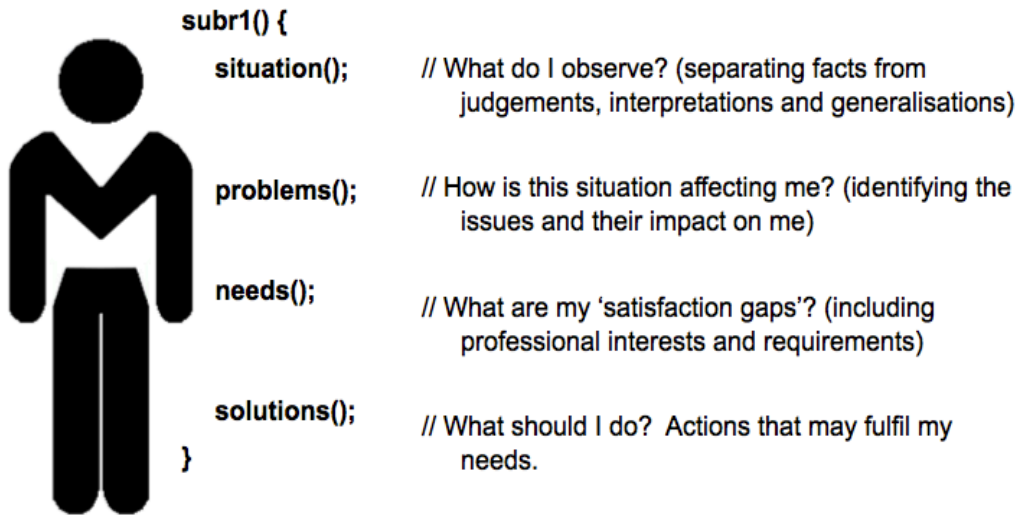 subr1() {
situation(); // What do I observe? (separating facts from
judgements, interpretations and generalisations)
problems(); // How is this situation affecting me? (identifying the
issues and their impact on me)
needs();
// What are my ‘satisfaction gaps’? (including
professional interests and requirements)
solutions();
// What should I do?  Actions that may fulfil my
} needs.